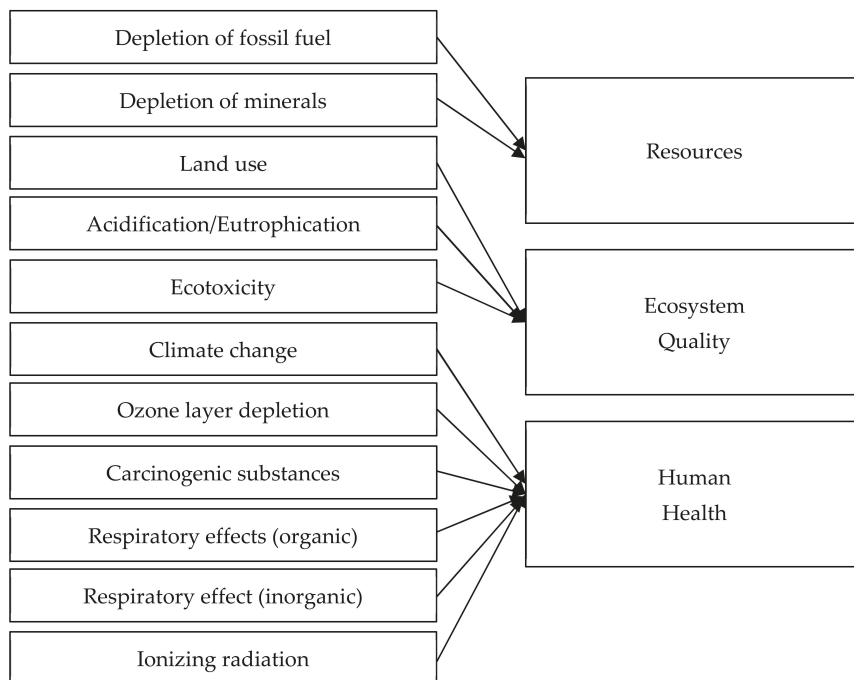 Depletion of fossil fuel
Depletion of minerals
Land use
Acidification/Eutrophication
Ecotoxicity
Climate change
Ozone layer depletion
Carcinogenic substances
Respiratory effects (organic)
Respiratory effect (inorganic)
Ionizing radiation
Resources
Ecosystem
Quality
Human
Health